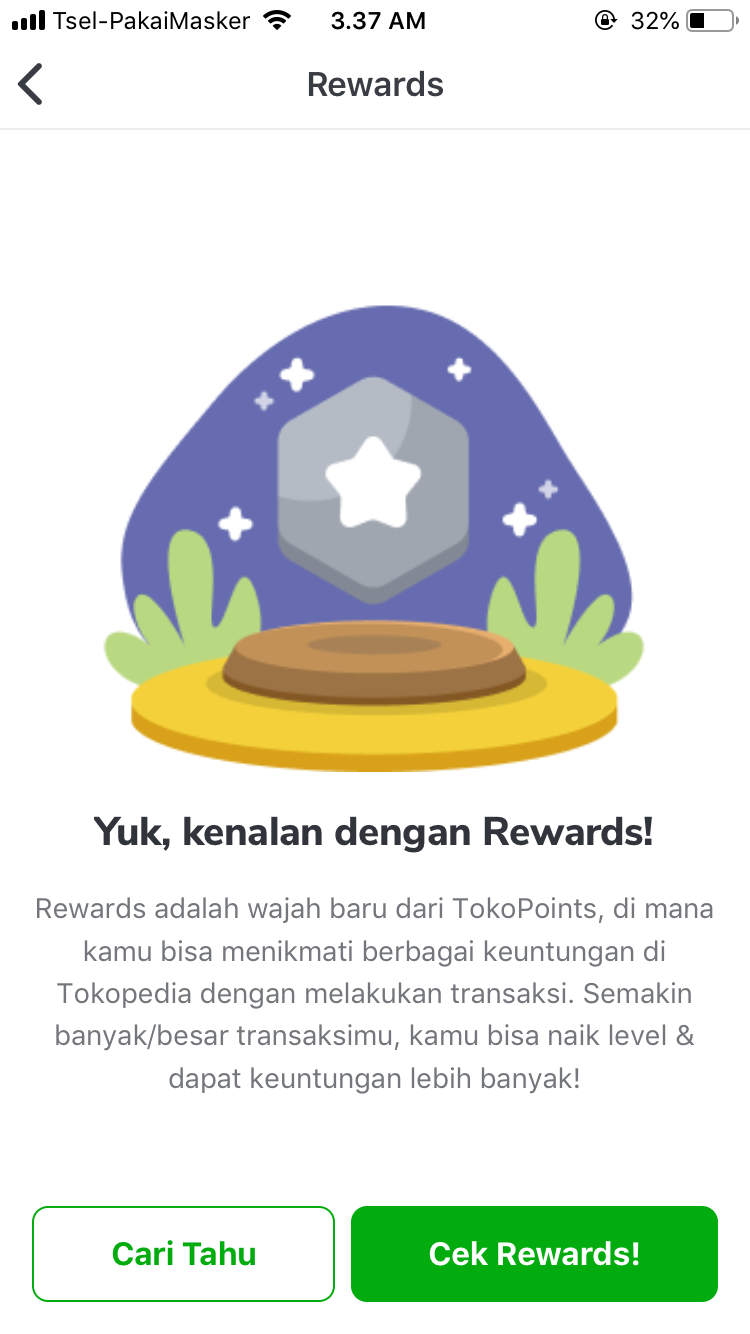 Tsel-PakaiMasker 3.37 AM 32%
Rewards
Yuk, kenalan dengan Rewards!
Rewards adalah wajah baru dari TokoPoints, di mana
kamu bisa menikmati berbagai keuntungan di
Tokopedia dengan melakukan transaksi. Semakin
banyak/besar transaksimu, kamu bisa naik level &
dapat keuntungan lebih banyak!
Cari Tahu
Cek Rewards!